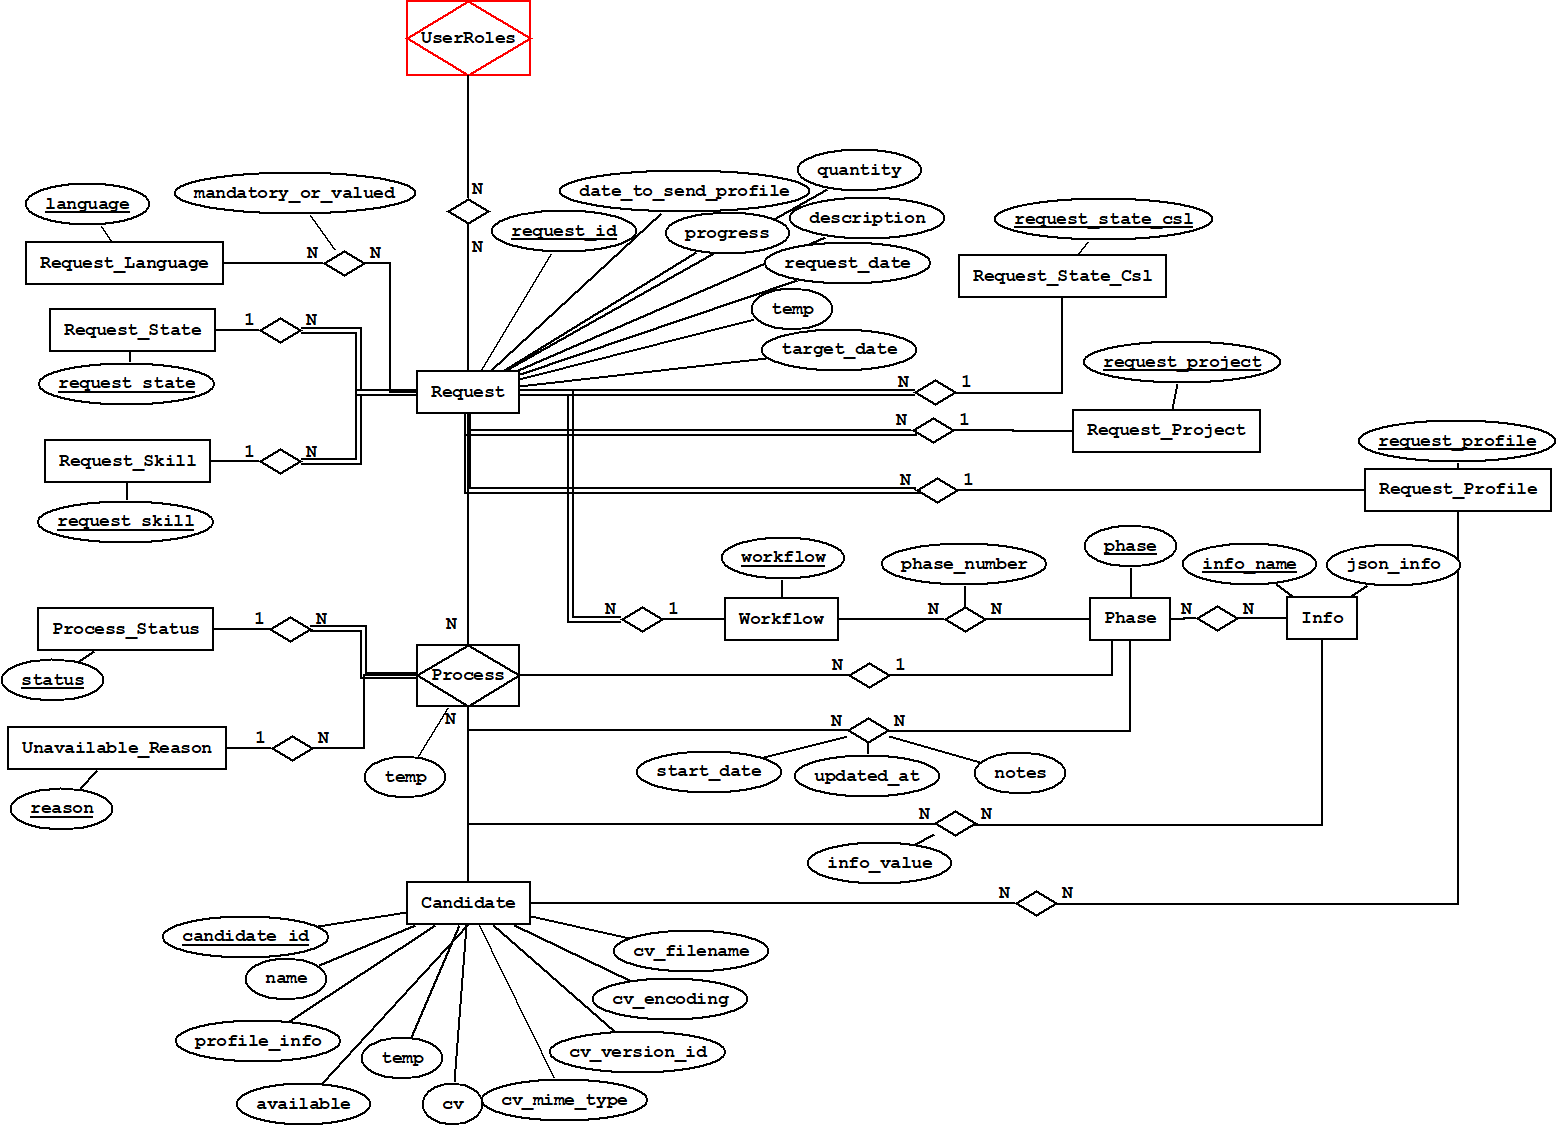 UserRoles
N
N
quantity
date_to_send_profile
mandatory_or_valued
language
description
request_state_csl
request_id
progress
N
N
Request_Language
request_date
Request_State_Csl
temp
1
N
Request_State
target_date
request_project
request_state
Request
N
1
N
1
Request_Project
request_profile
1
N
Request_Skill
N
1
Request_Profile
request_skill
workflow
phase_number
phase
info_name
json_info
N
1
Workflow
N
N
Phase
N
N
Info
Process_Status
1
N
N
status
Process
N
1
N
N
N
Unavailable_Reason
1
N
temp
start_date
updated_at
notes
reason
N
N
info_value
Candidate
N
N
candidate_id
cv_filename
name
cv_encoding
profile_info
temp
cv_version_id
available
cv
cv_mime_type